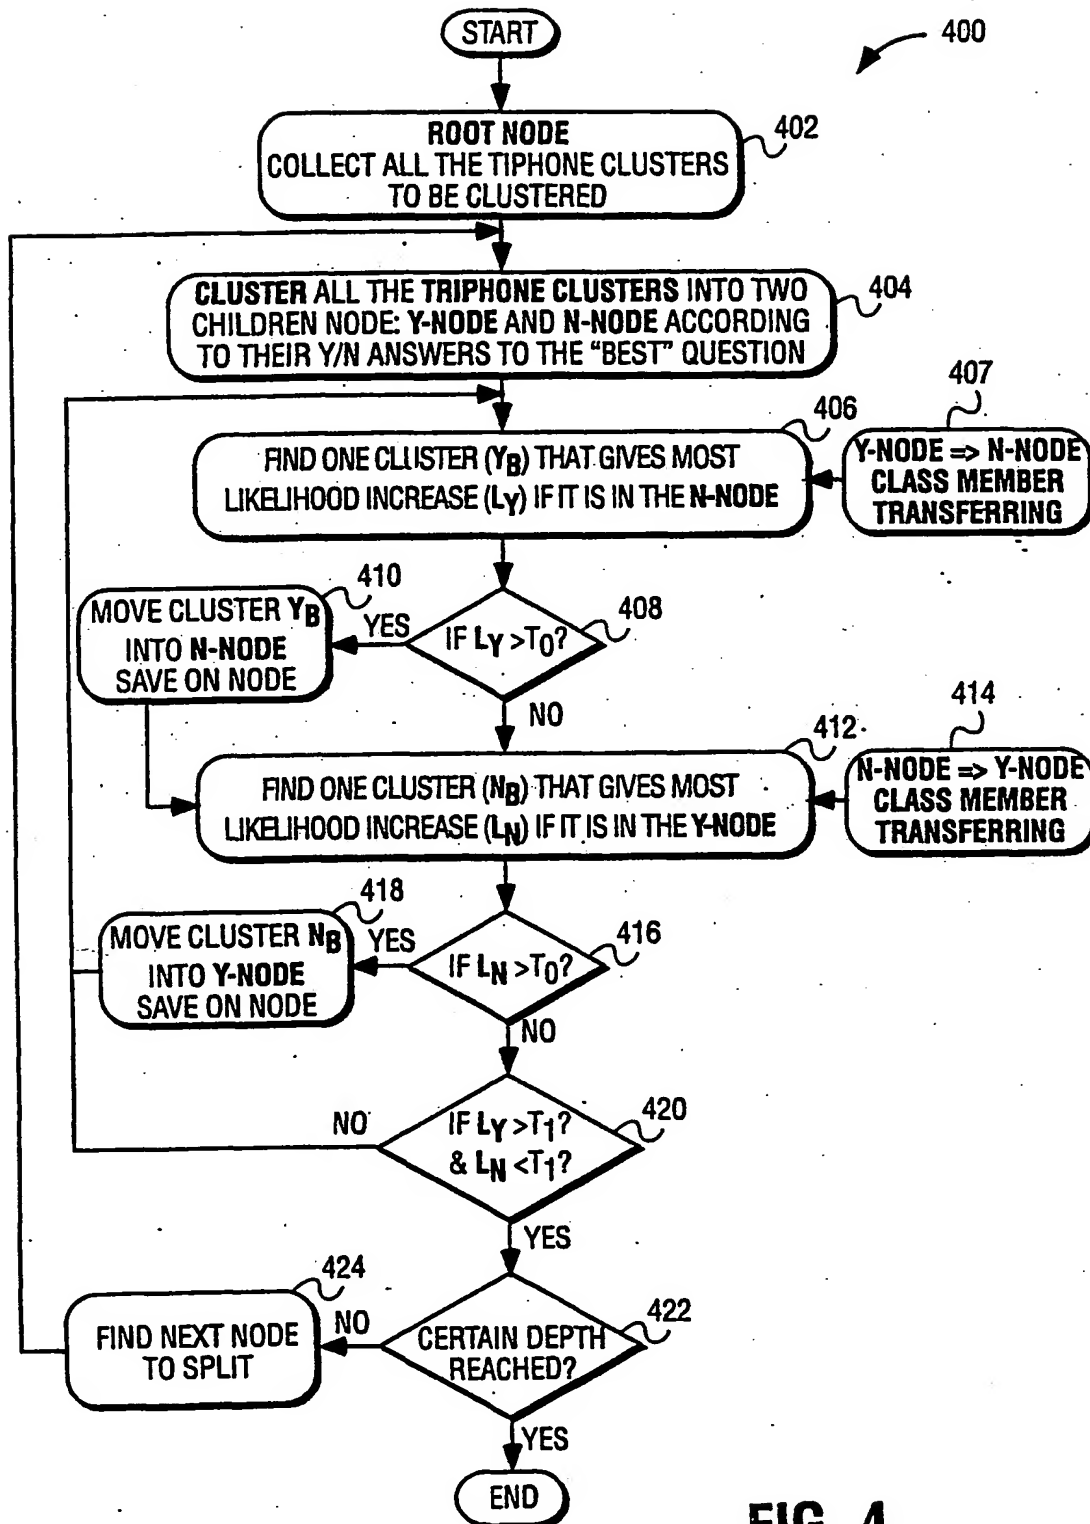 START
400
ROOT NODE
COLLECT ALL THE TIPHONE CLUSTERS
TO BE CLUSTERED
402
CLUSTER ALL THE TRIPHONE CLUSTERS INTO TWO
CHILDREN NODE: Y-NODE AND N-NODE ACCORDING
TO THEIR Y/N ANSWERS TO THE "BEST" QUESTION
404
406
FIND ONE CLUSTER (YB) THAT GIVES MOST
LIKELIHOOD INCREASE (LY) IF IT IS IN THE N-NODE
407
Y-NODE => N-NODE
CLASS MEMBER
TRANSFERRING
410
MOVE CLUSTER YB
INTO N-NODE
SAVE ON NODE
YES
IF LY >T0?
408
NO
412
FIND ONE CLUSTER (NB) THAT GIVES MOST
LIKELIHOOD INCREASE (LN) IF IT IS IN THE Y-NODE
414
N-NODE => Y-NODE
CLASS MEMBER
TRANSFERRING
418
MOVE CLUSTER NB
INTO Y-NODE
SAVE ON NODE
YES
IF LN >T0?
416
NO
NO
IF LY >T1?
& LN <T1?
420
YES
424
FIND NEXT NODE
TO SPLIT
NO
CERTAIN DEPTH
REACHED?
422
YES
END
FIG. 4